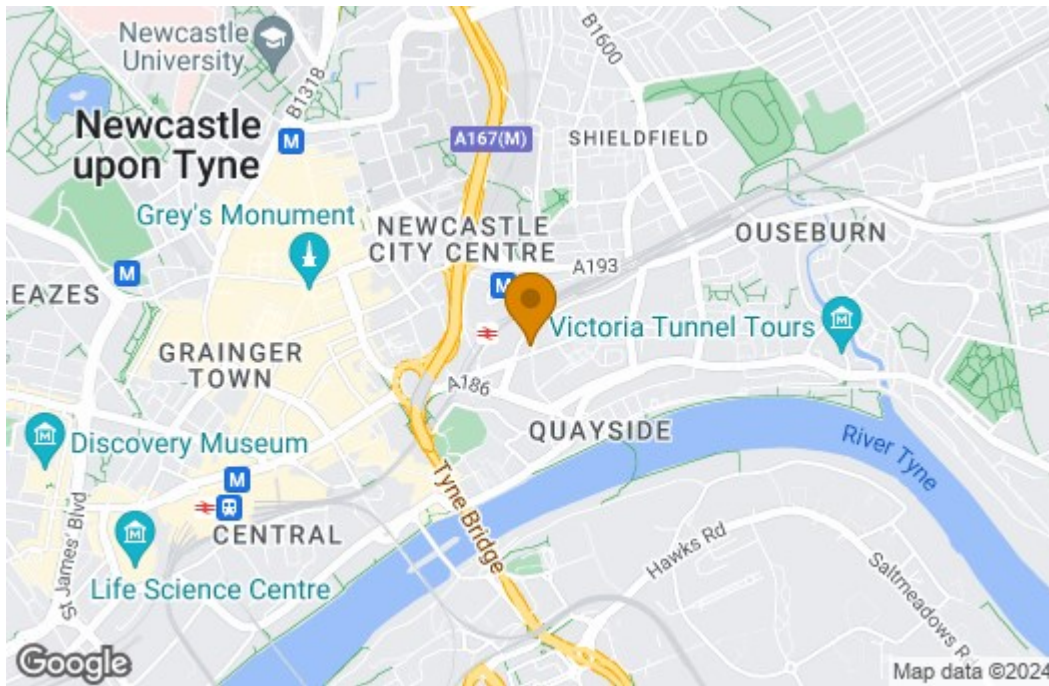 Newcastle
University
B1318
B1600
Newcastle
upon Tyne
M
A167(M)
SHIELDFIELD
Grey's Monument
NEWCASTLE
CITY CENTRE
OUSEBURN
M
M
A193
LEAZES
Victoria Tunnel Tours
M
GRAINGER
TOWN
A186
QUAYSIDE
M
Discovery Museum
River Tyne
M
Tyne Bridge
CENTRAL
St James' Blvd
M
Life Science Centre
Hawks Rd
Saltmeadows Rd
Google
Map data ©2024